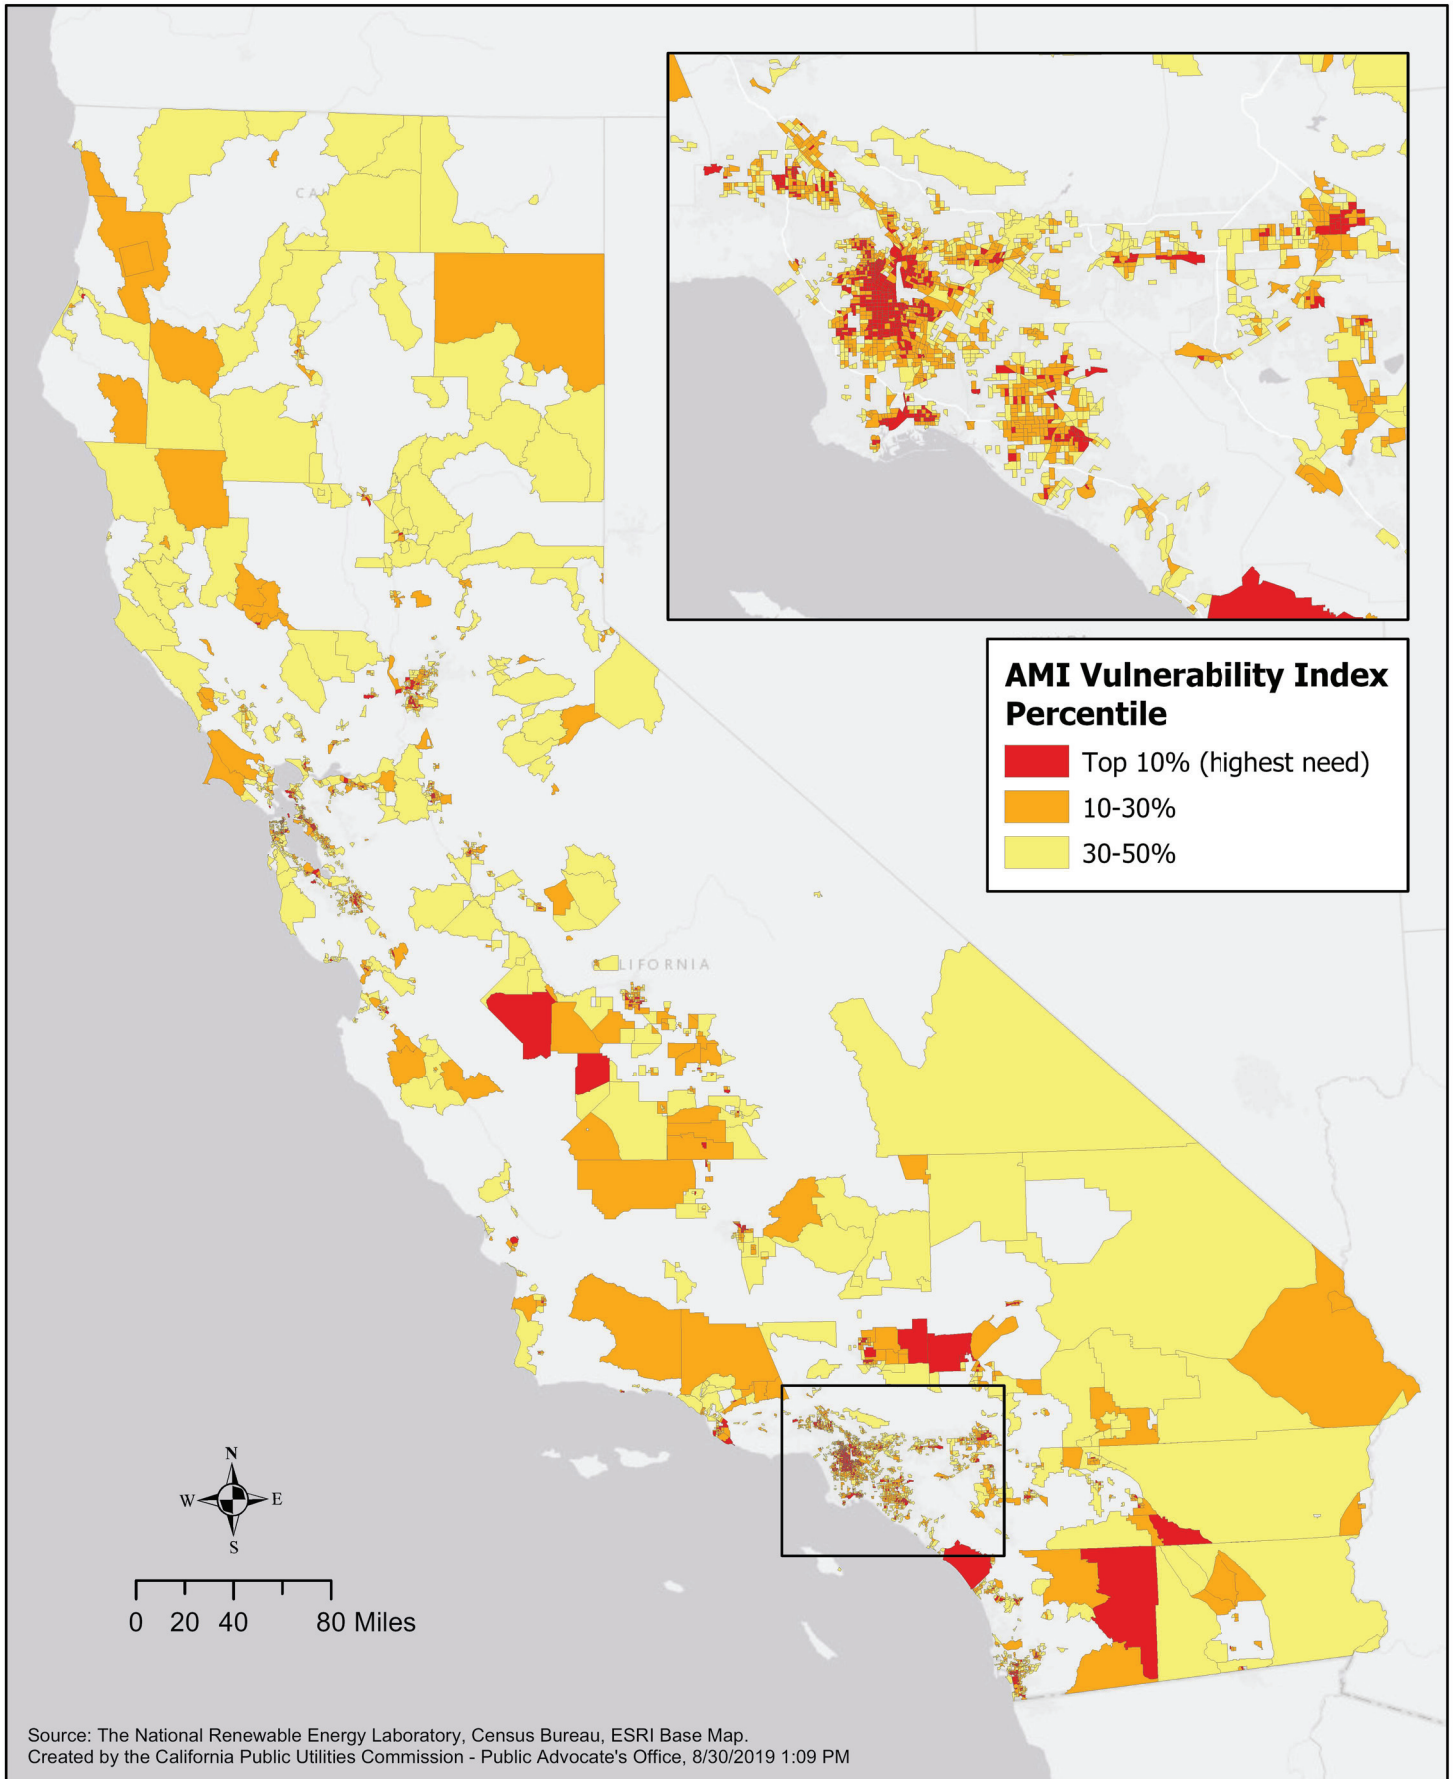 CA
LIFORNIA
AMI Vulnerability Index
Percentile
Top 10% (highest need)
10-30%
30-50%
N
W
E
S
0 20 40 80 Miles
Source: The National Renewable Energy Laboratory, Census Bureau, ESRI Base Map.
Created by the California Public Utilities Commission - Public Advocate's Office, 8/30/2019 1:09 PM